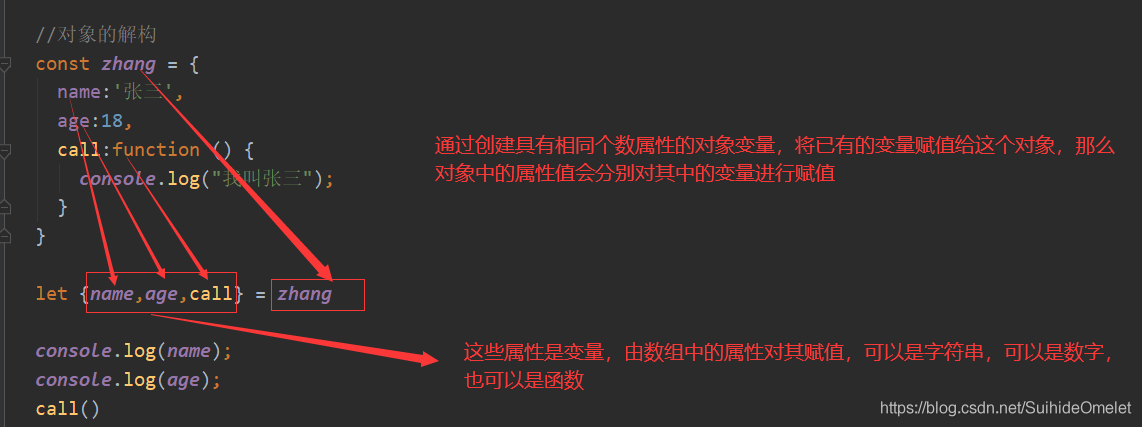 //对象的解构
const zhang = {
name:'张三',
age:18,
call:function () {
console.log("我叫张三");
}
}
通过创建具有相同个数属性的对象变量，将已有的变量赋值给这个对象，那么
对象中的属性值会分别对其中的变量进行赋值
let {name,age,call} = zhang
console.log(name);
console.log(age);
call()
这些属性是变量，由数组中的属性对其赋值，可以是字符串，可以是数字，
也可以是函数
https://blog.csdn.net/SuihideOmelet